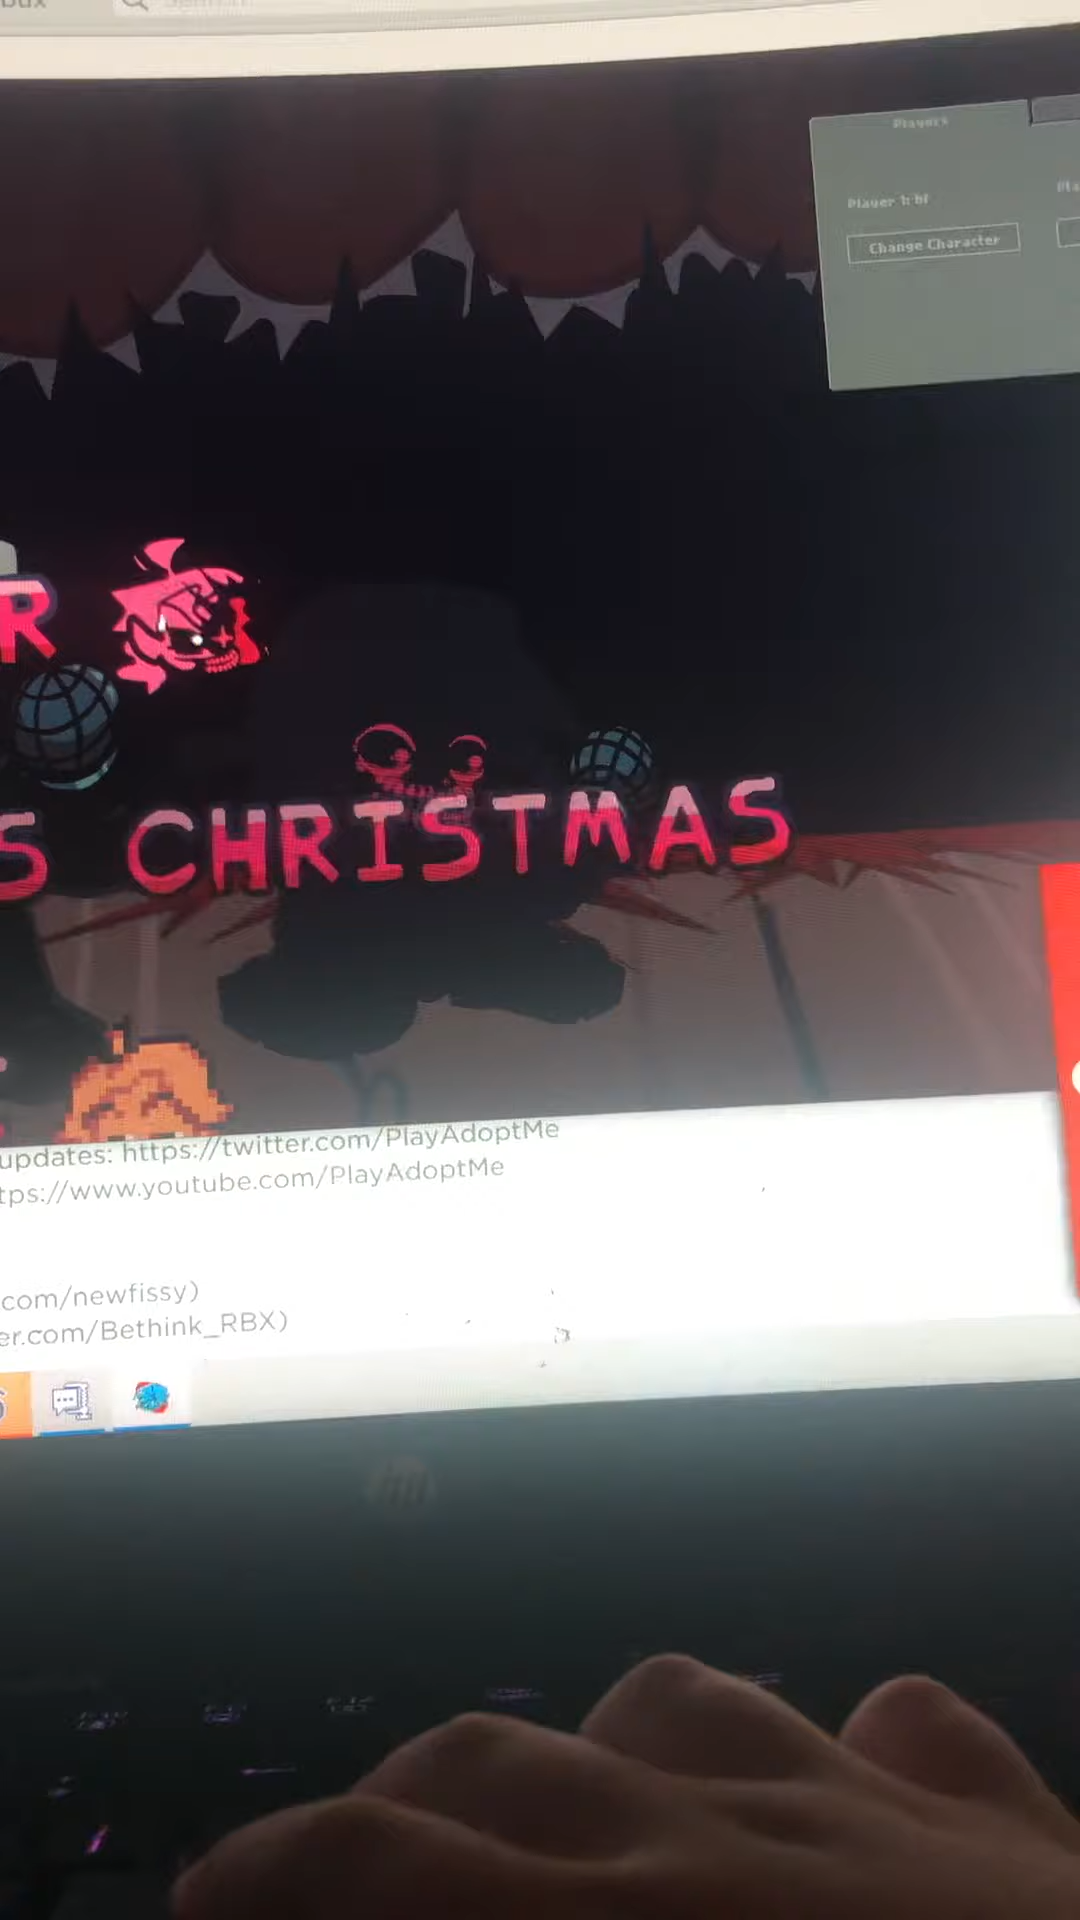 Players
Player 1: bf
Change Character
R
S CHRISTMAS
updates: https://twitter.com/PlayAdoptMe
tps://www.youtube.com/PlayAdoptMe
com/newfissy)
er.com/Bethink_RBX)